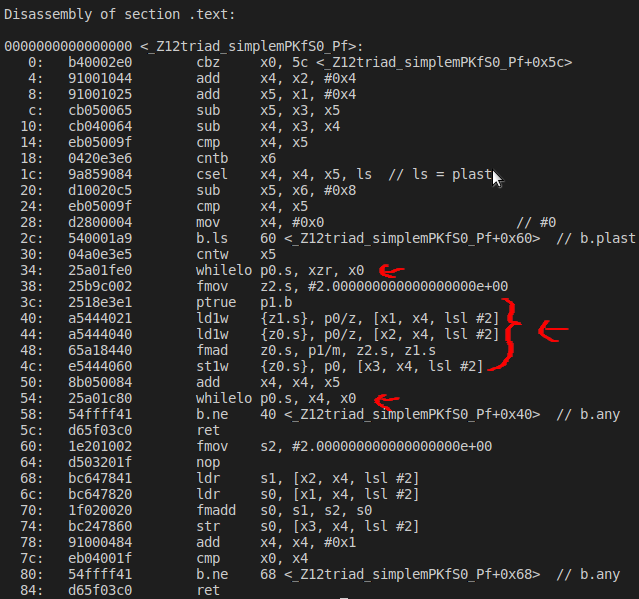 Disassembly of section .text:
0000000000000000 <_Z12triad_simplemPKfS0_Pf>:
0: b40002e0 cbz x0, 5c <_Z12triad_simplemPKfS0_Pf+0x5c>
4: 91001044 add x4, x2, #0x4
8: 91001025 add x5, x1, #0x4
c: cb050065 sub x5, x3, x5
10: cb040064 sub x4, x3, x4
14: eb05009f cmp x4, x5
18: 0420e3e6 cntb x6
1c: 9a859084 csel x4, x4, x5, ls // ls = plast
20: d10020c5 sub x5, x6, #0x8
24: eb05009f cmp x4, x5
28: d2800004 mov x4, #0x0 // #0
2c: 540001a9 b.ls 60 <_Z12triad_simplemPKfS0_Pf+0x60> // b.plast
30: 04a0e3e5 cntw x5
34: 25a01fe0 whilelo p0.s, xzr, x0
38: 25b9c002 fmov z2.s, #2.000000000000000000e+00
3c: 2518e3e1 ptrue p1.b
40: a5444021 ld1w {z1.s}, p0/z, [x1, x4, lsl #2]
44: a5444040 ld1w {z0.s}, p0/z, [x2, x4, lsl #2]
48: 65a18440 fmad z0.s, p1/m, z2.s, z1.s
4c: e5444060 st1w {z0.s}, p0, [x3, x4, lsl #2]
50: 8b050084 add x4, x4, x5
54: 25a01c80 whilelo p0.s, x4, x0
58: 54ffff41 b.ne 40 <_Z12triad_simplemPKfS0_Pf+0x40> // b.any
5c: d65f03c0 ret
60: 1e201002 fmov s2, #2.000000000000000000e+00
64: d503201f nop
68: bc647841 ldr s1, [x2, x4, lsl #2]
6c: bc647820 ldr s0, [x1, x4, lsl #2]
70: 1f020020 fmadd s0, s1, s2, s0
74: bc247860 str s0, [x3, x4, lsl #2]
78: 91000484 add x4, x4, #0x1
7c: eb04001f cmp x0, x4
80: 54ffff41 b.ne 68 <_Z12triad_simplemPKfS0_Pf+0x68> // b.any
84: d65f03c0 ret